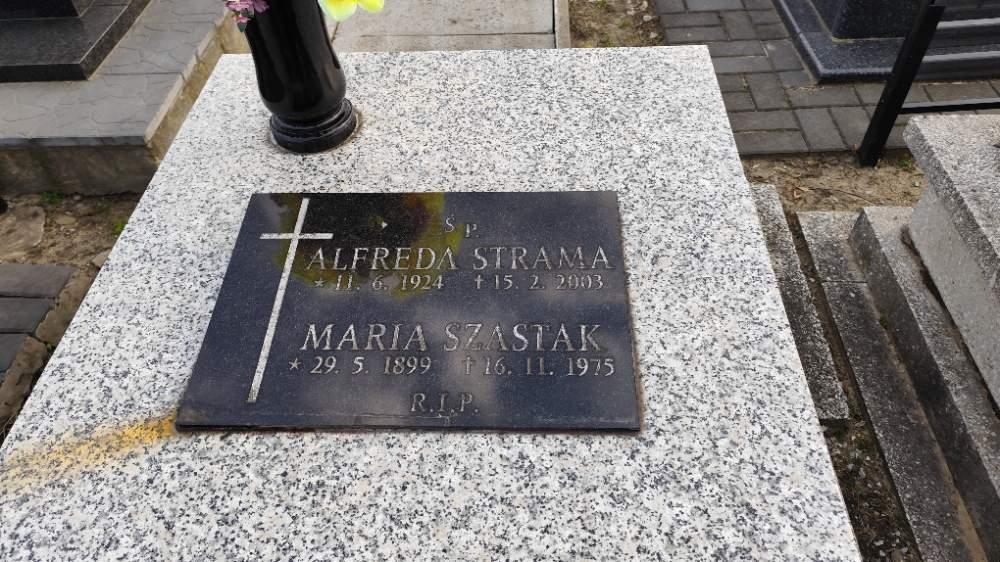 Ś P
ALFREDA STRAMA
* 11. 6. 1924 † 15. 2. 2003
MARIA SZASTAK
* 29. 5. 1899 † 16. 11. 1975
R.I.P.